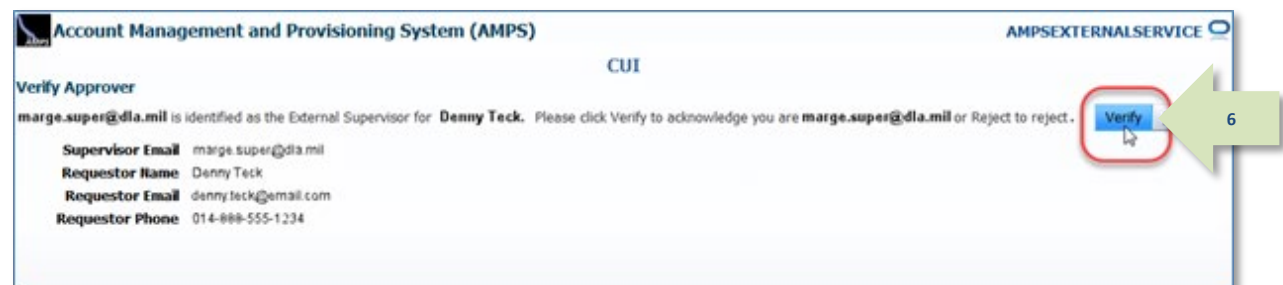 Account Management and Provisioning System (AMPS)
AMPSEXTERNALSERVICE
CUI
Verify Approver
marge.super@dla.mil is identified as the External Supervisor for Denny Teck. Please click Verify to acknowledge you are marge.super@dla.mil or Reject to reject.
Verify
6
Supervisor Email marge.super@dla.mil
Requestor Name Denny Teck
Requestor Email denny.teck@email.com
Requestor Phone 014-888-555-1234